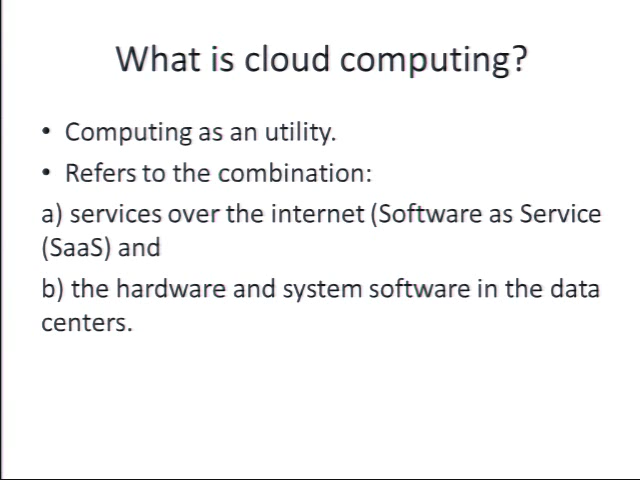 What is cloud computing?
• Computing as an utility.
• Refers to the combination:
a) services over the internet (Software as Service
(SaaS) and
b) the hardware and system software in the data
centers.